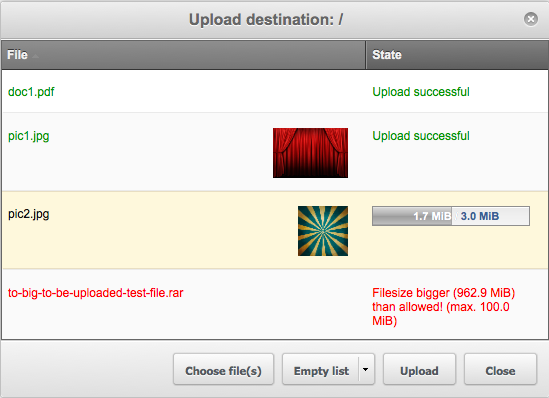 Upload destination: /
File State
doc1.pdf Upload successful
pic1.jpg Upload successful
pic2.jpg 1.7 MiB 3.0 MiB
to-big-to-be-uploaded-test-file.rar Filesize bigger (962.9 MiB)
than allowed! (max. 100.0
MiB)
Choose file(s) Empty list Upload Close